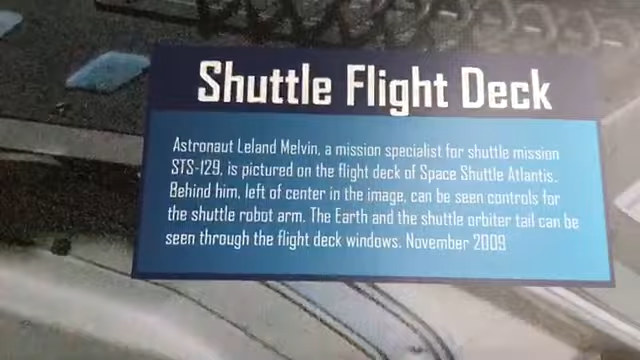 Shuttle Flight Deck
Astronaut Leland Melvin, a mission specialist for shuttle mission
STS-129, is pictured on the flight deck of Space Shuttle Atlantis.
Behind him, left of center in the image, can be seen controls for
the shuttle robot arm. The Earth and the shuttle orbiter tail can be
seen through the flight deck windows. November 2009